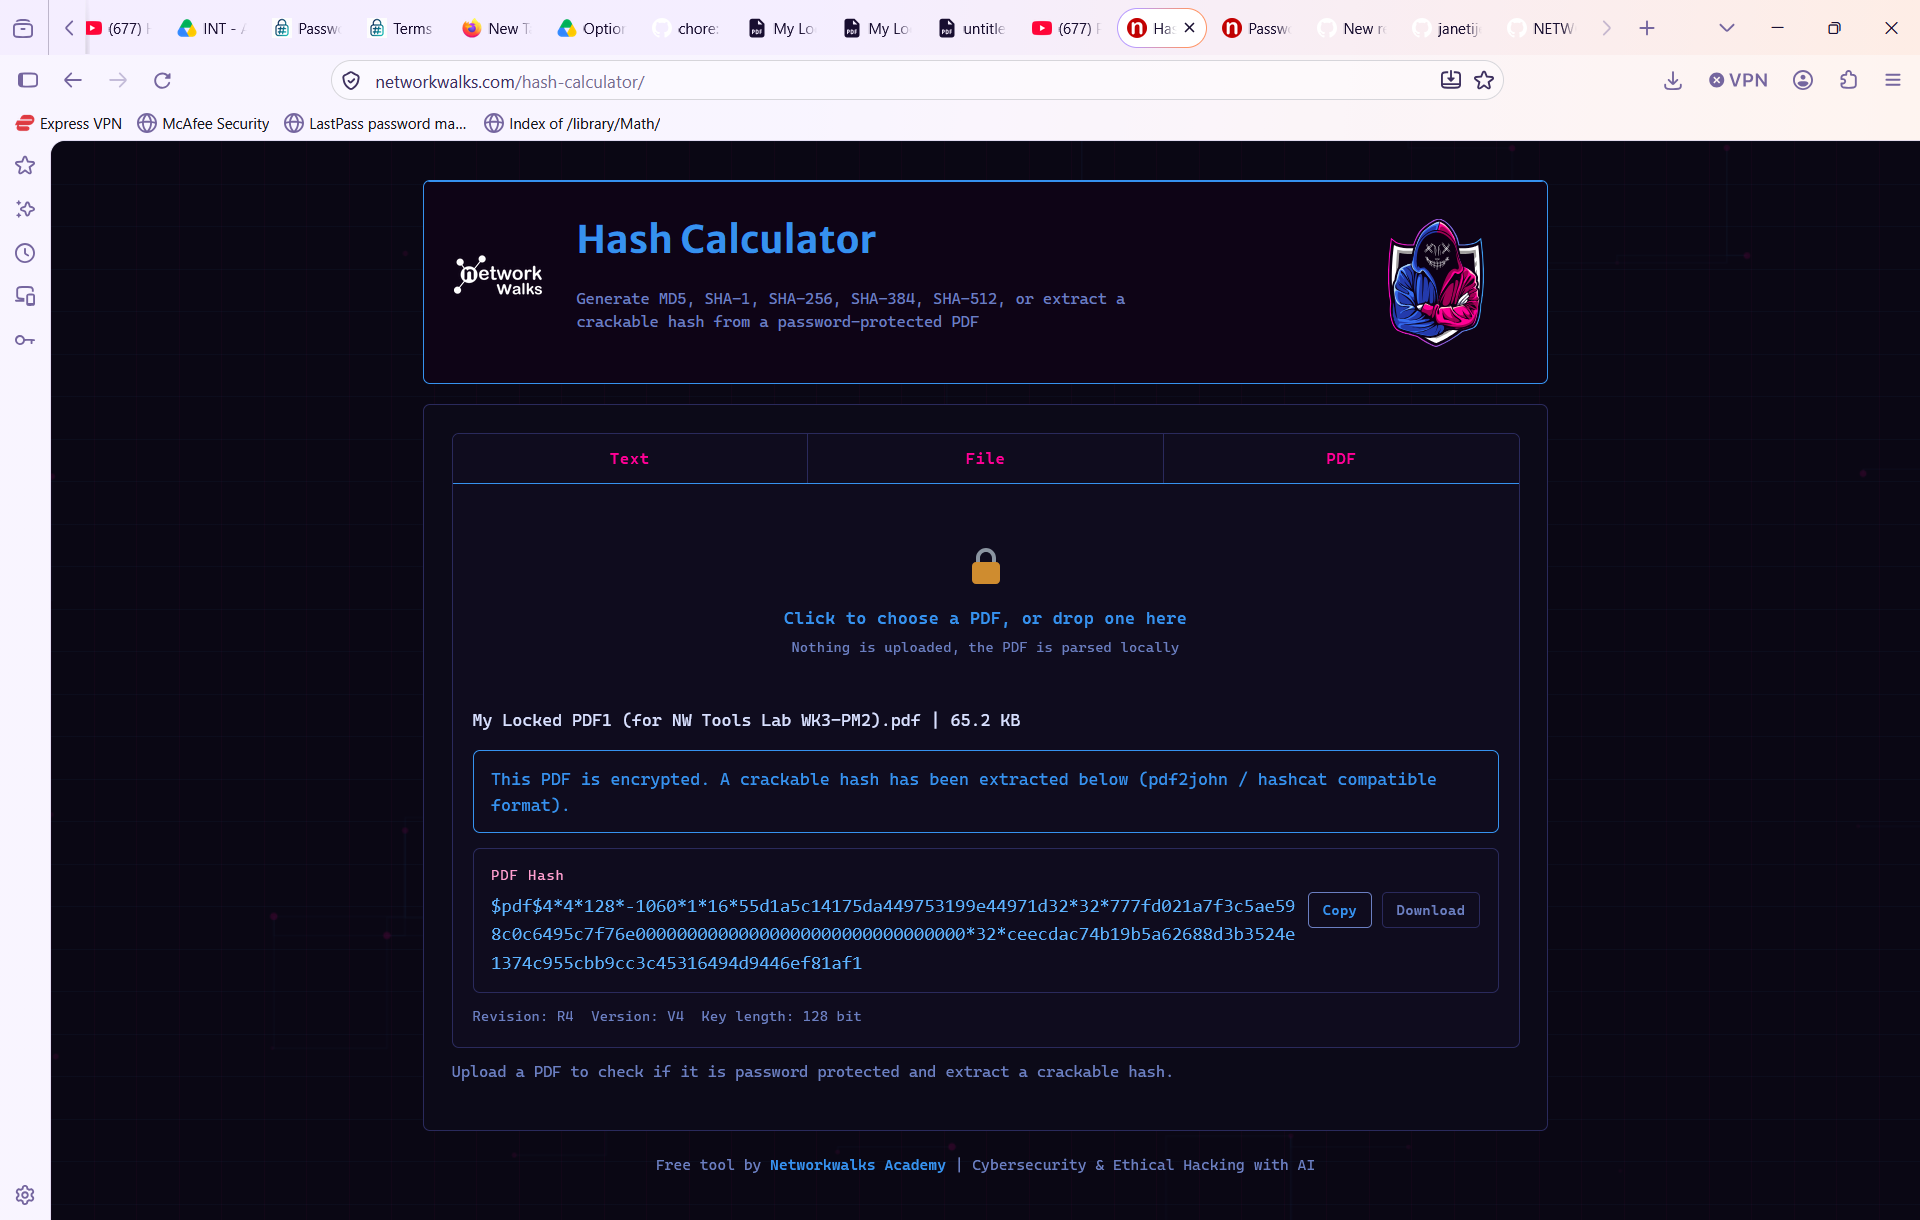 (677)
INT -
Passw
Terms
New T
Option
chore:
My Lo
My Lo
untitle
(677)
Has
Passw
New r
janetij
NETW
networkwalks.com/hash-calculator/
VPN
Express VPN
McAfee Security
LastPass password ma...
Index of /library/Math/
network
Walks
Hash Calculator
Generate MD5, SHA-1, SHA-256, SHA-384, SHA-512, or extract a
crackable hash from a password-protected PDF
Text
File
PDF
Click to choose a PDF, or drop one here
Nothing is uploaded, the PDF is parsed locally
My Locked PDF1 (for NW Tools Lab WK3-PM2).pdf | 65.2 KB
This PDF is encrypted. A crackable hash has been extracted below (pdf2john / hashcat compatible
format).
PDF Hash
$pdf$4*4*128*-1060*1*16*55d1a5c14175da449753199e44971d32*32*777fd021a7f3c5ae59
8c0c6495c7f76e00000000000000000000000000000000*32*ceecdac74b19b5a62688d3b3524e
1374c955cbb9cc3c45316494d9446ef81af1
Copy
Download
Revision: R4 Version: V4 Key length: 128 bit
Upload a PDF to check if it is password protected and extract a crackable hash.
Free tool by Networkwalks Academy | Cybersecurity & Ethical Hacking with AI